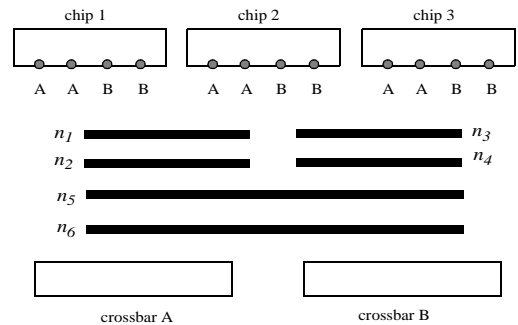 chip 1 chip 2 chip 3
A A B B A A B B A A B B
n1 n3
n2 n4
n5
n6
crossbar A crossbar B